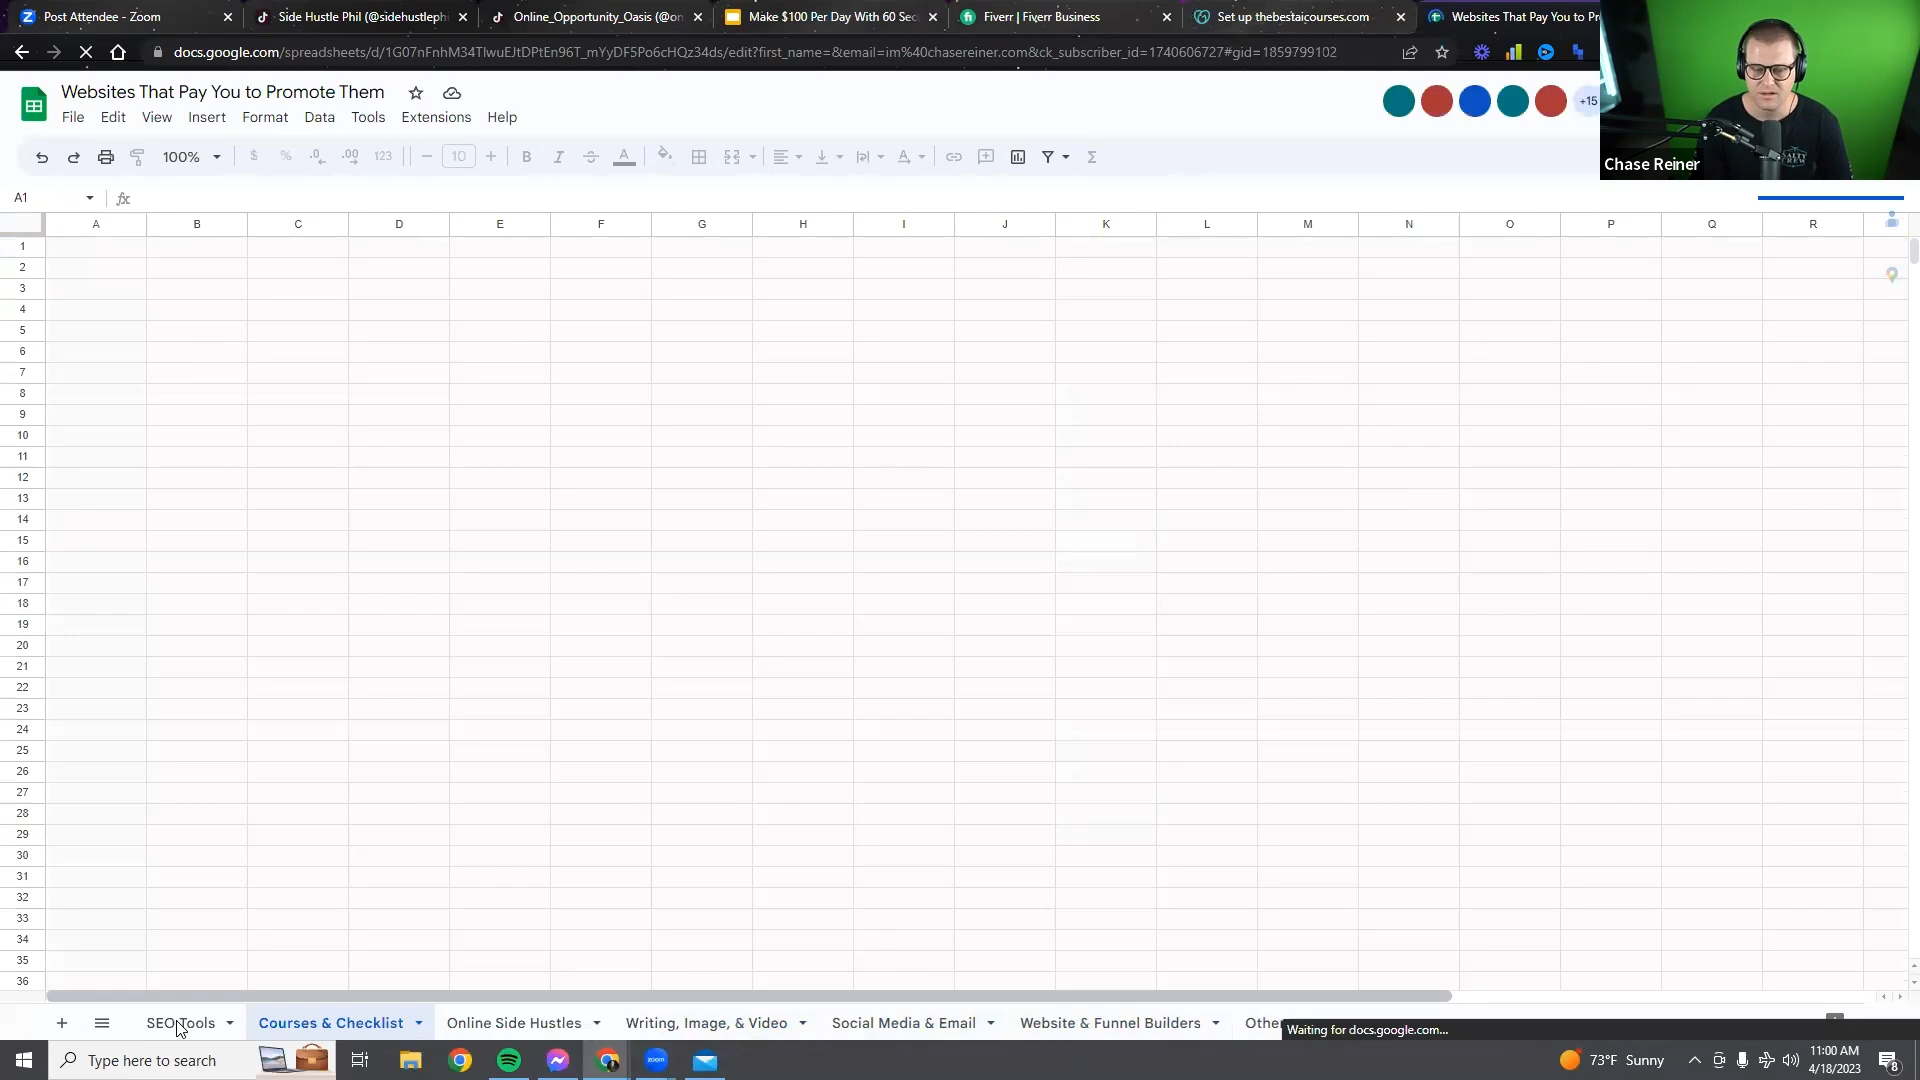 Post Attendee - Zoom
Side Hustle Phil (@sidehustleph
Online_Opportunity_Oasis (@on
Make $100 Per Day With 60 Sec
Fiverr | Fiverr Business
Set up thebestaicourses.com
Websites That Pay You to Pr
docs.google.com/spreadsheets/d/1G07nFnhM34TlwuEJtDPtEn96T_mYyDF5Po6cHQz34ds/edit?first_name=&email=im%40chasereiner.com&ck_subscriber_id=1740606727#gid=1859799102
Websites That Pay You to Promote Them
File Edit View Insert Format Data Tools Extensions Help
+15
100% $ % .0 .00 123 10 B I A
Chase Reiner
A1 fx
A B C D E F G H I J K L M N O P Q R
1
2
3
4
5
6
7
8
9
10
11
12
13
14
15
16
17
18
19
20
21
22
23
24
25
26
27
28
29
30
31
32
33
34
35
36
SEO Tools Courses & Checklist Online Side Hustles Writing, Image, & Video Social Media & Email Website & Funnel Builders Othe
Waiting for docs.google.com...
Type here to search
zoom
73°F Sunny
11:00 AM
4/18/2023
8